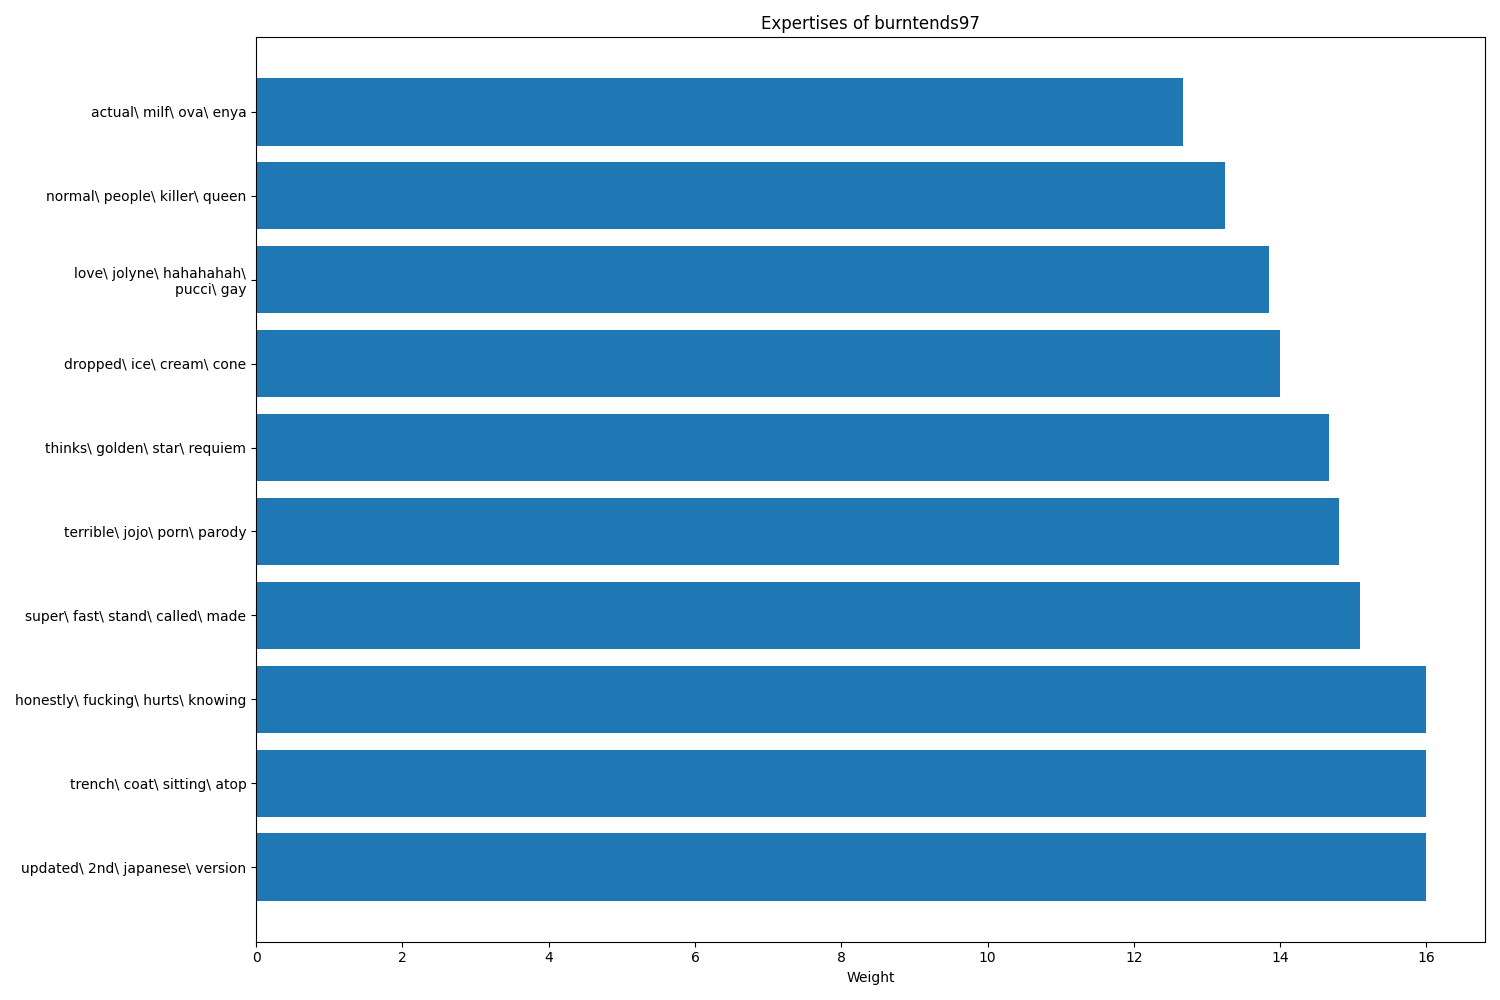 Expertises of burntends97
actual\ milf\ ova\ enya
normal\ people\ killer\ queen
love\ jolyne\ hahahahah\
pucci\ gay
dropped\ ice\ cream\ cone
thinks\ golden\ star\ requiem
terrible\ jojo\ porn\ parody
super\ fast\ stand\ called\ made
honestly\ fucking\ hurts\ knowing
trench\ coat\ sitting\ atop
updated\ 2nd\ japanese\ version
0 2 4 6 8 10 12 14 16
Weight